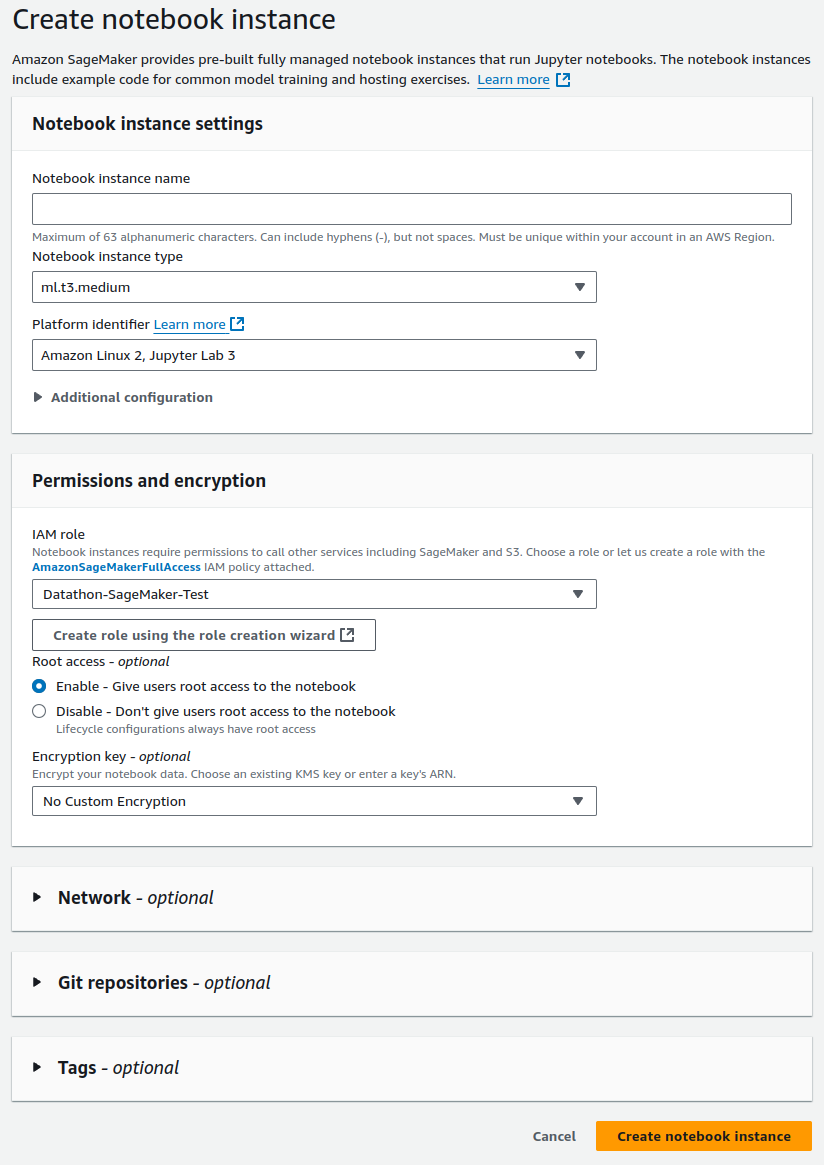 Create notebook instance
Amazon SageMaker provides pre-built fully managed notebook instances that run Jupyter notebooks. The notebook instances
include example code for common model training and hosting exercises. Learn more
Notebook instance settings
Notebook instance name
Maximum of 63 alphanumeric characters. Can include hyphens (-), but not spaces. Must be unique within your account in an AWS Region.
Notebook instance type
ml.t3.medium
Platform identifier Learn more
Amazon Linux 2, Jupyter Lab 3
Additional configuration
Permissions and encryption
IAM role
Notebook instances require permissions to call other services including SageMaker and S3. Choose a role or let us create a role with the
AmazonSageMakerFullAccess IAM policy attached.
Datathon-SageMaker-Test
Create role using the role creation wizard
Root access - optional
Enable - Give users root access to the notebook
Disable - Don't give users root access to the notebook
Lifecycle configurations always have root access
Encryption key - optional
Encrypt your notebook data. Choose an existing KMS key or enter a key's ARN.
No Custom Encryption
Network - optional
Git repositories - optional
Tags - optional
Cancel Create notebook instance